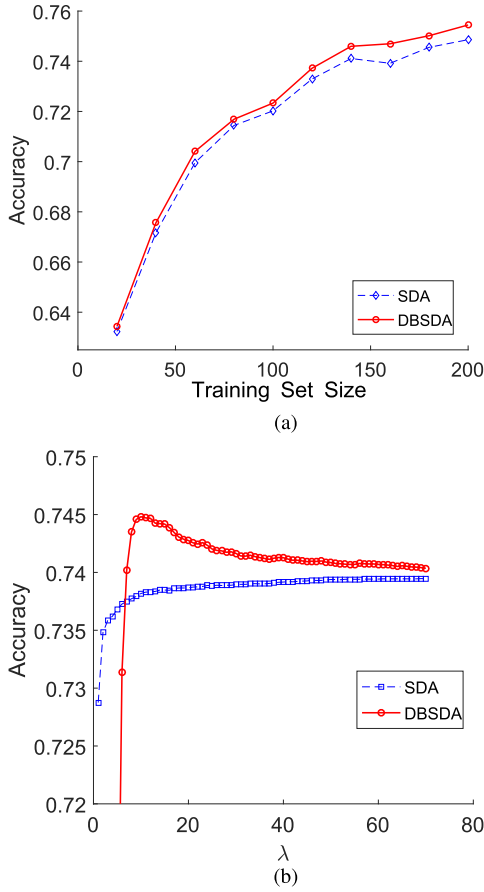 0.76
0.74
0.72
0.7
0.68
0.66
0.64
Accuracy
SDA
DBSDA
0 50 100 150 200
Training Set Size
(a)
0.75
0.745
0.74
0.735
0.73
0.725
0.72
Accuracy
SDA
DBSDA
0 20 40 60 80
λ
(b)